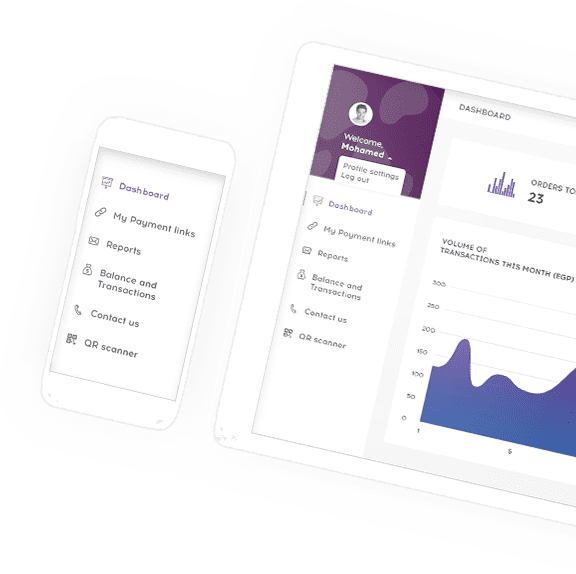 Dashboard
My Payment links
Reports
Balance and
Transactions
Contact us
QR scanner
Welcome,
Mohamed
Profile settings
Log out
Dashboard
My Payment links
Reports
Balance and
Transactions
Contact us
QR scanner
DASHBOARD
ORDERS TO
23
VOLUME OF
TRANSACTIONS THIS MONTH (EGP)
300
250
200
150
100
50
0
1
5